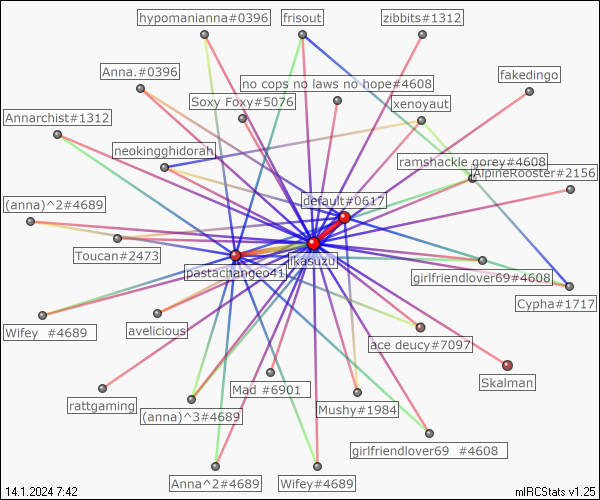 hypomanianna#0396
frisout
zibbits#1312
Anna.#0396
fakedingo
no cops no laws no hope#4608
Soxy Foxy#5076
xenoyaut
Annarchist#1312
neokingghidorah
ramshackle gorey#4608
AlpineRooster#2156
default#0617
(anna)^2#4689
Toucan#2473
ikasuzu
pastachangeo41
girlfriendlover69#4608
Cypha#1717
Wifey #4689
avelicious
ace deucy#7097
Skalman
rattgaming
Mad #6901
(anna)^3#4689
Mushy#1984
girlfriendlover69 #4608
Anna^2#4689
Wifey#4689
14.1.2024 7:42
mIRCStats v1.25